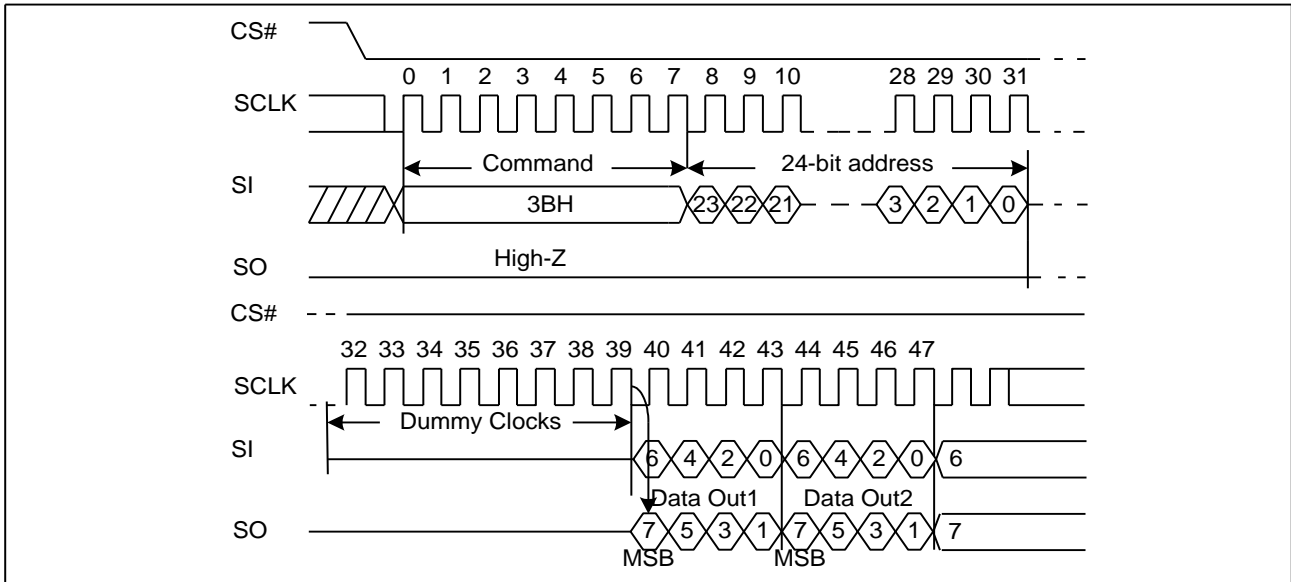 CS#
0 1 2 3 4 5 6 7 8 9 10 28 29 30 31
SCLK
Command 24-bit address
SI
3BH 23 22 21 3 2 1 0
High-Z
SO
CS#
32 33 34 35 36 37 38 39 40 41 42 43 44 45 46 47
SCLK
Dummy Clocks
SI
6 4 2 0 6 4 2 0 6
Data Out1 Data Out2
SO
7 5 3 1 7 5 3 1 7
MSB MSB